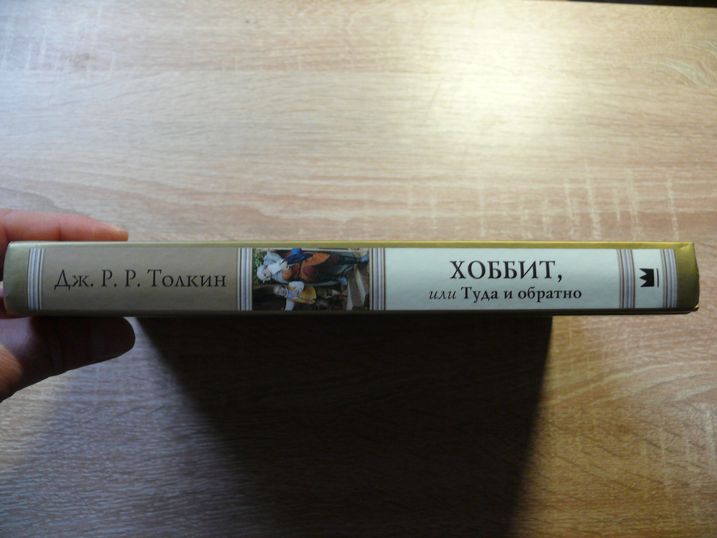 Дж. Р. Р. Толкин
ХОББИТ,
или Туда и обратно